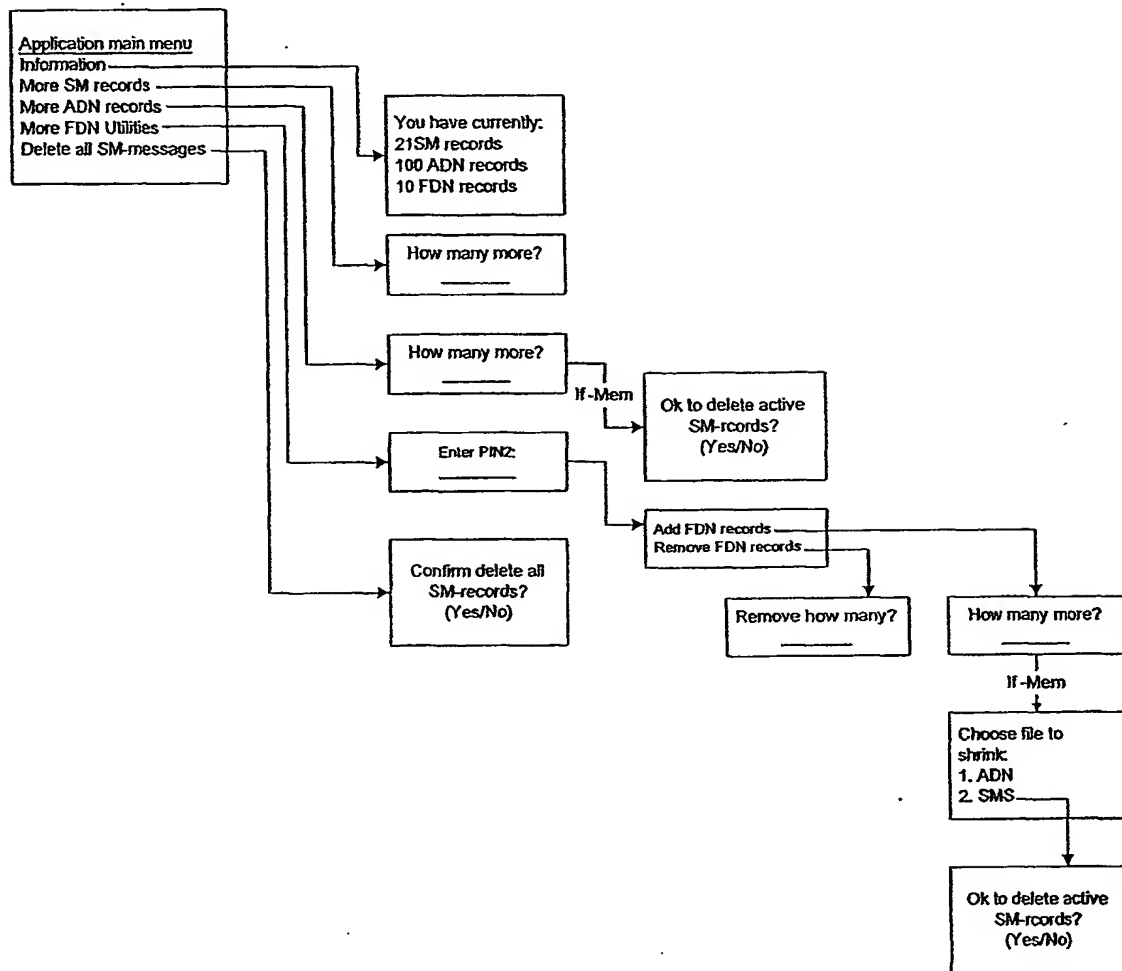 Application main menu
Information
More SM records
More ADN records
More FDN Utilities
Delete all SM-messages
You have currently:
21SM records
100 ADN records
10 FDN records
How many more?
How many more?
If -Mem
Ok to delete active
SM-rcords?
(Yes/No)
Enter PIN2:
Add FDN records
Remove FDN records
Confirm delete all
SM-records?
(Yes/No)
Remove how many?
How many more?
If -Mem
Choose file to
shrink:
1. ADN
2. SMS
Ok to delete active
SM-rcords?
(Yes/No)